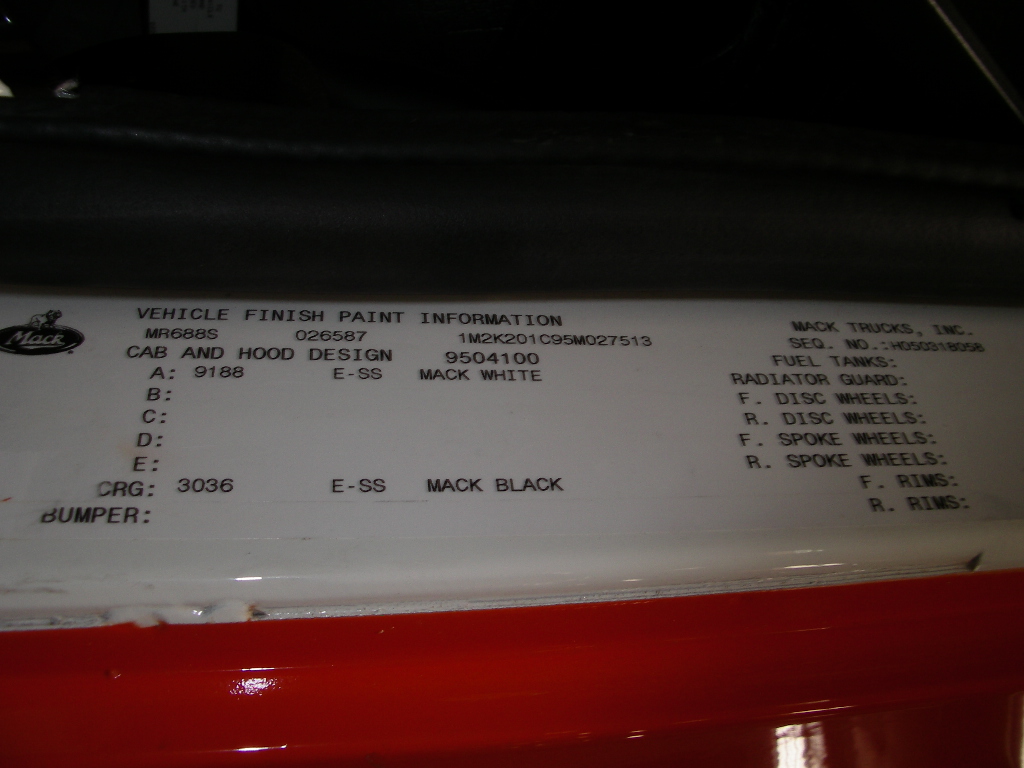 Mack
VEHICLE FINISH PAINT INFORMATION
MACK TRUCKS, INC.
MR688S 026587 1M2K201C95M027513
SEQ. NO.:H05031805B
CAB AND HOOD DESIGN 9504100
FUEL TANKS:
A: 9188 E-SS MACK WHITE
RADIATOR GUARD:
B:
F. DISC WHEELS:
C:
R. DISC WHEELS:
D:
F. SPOKE WHEELS:
E:
R. SPOKE WHEELS:
CRG: 3036 E-SS MACK BLACK
F. RIMS:
BUMPER:
R. RIMS: